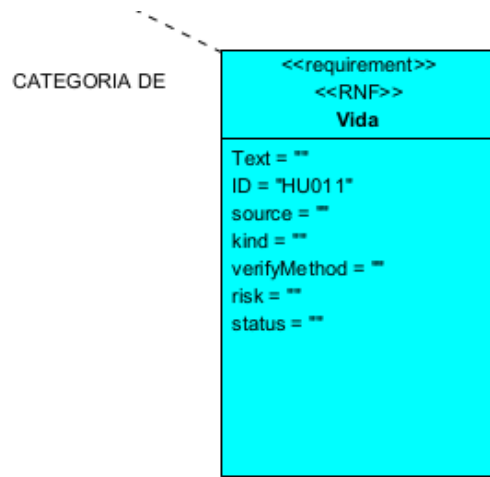 CATEGORIA DE
<<requirement>>
<<RNF>>
Vida
Text = ""
ID = "HU011"
source = ""
kind = ""
verifyMethod = ""
risk = ""
status = ""